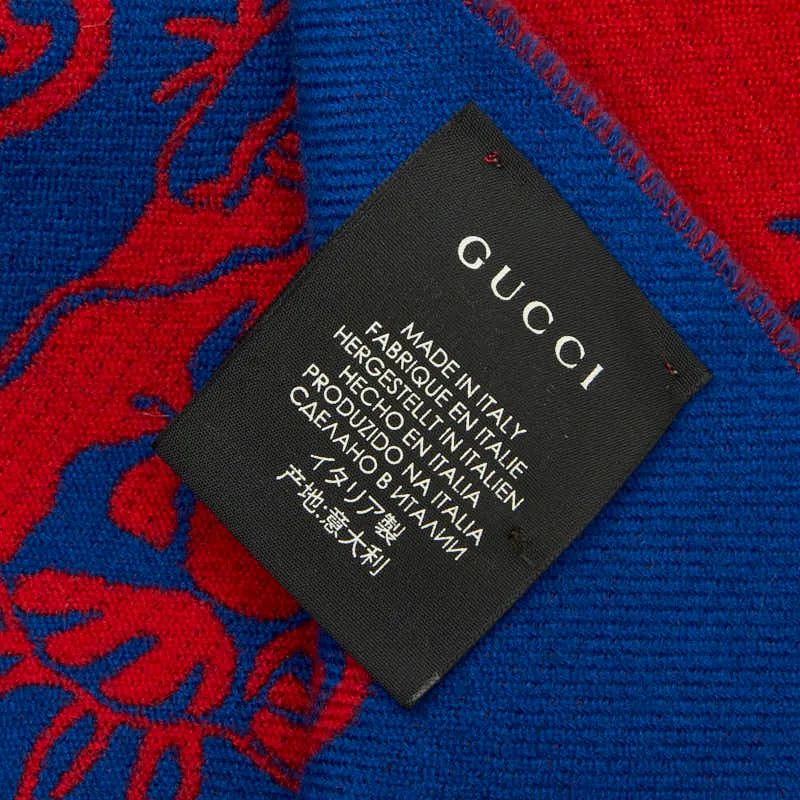 GUCCI
MADE IN ITALY
FABRIQUE EN ITALIE
HERGESTELLT IN ITALIEN
HECHO EN ITALIA
PRODUZIDO NA ITALIA
СДЕЛАНО В ИТАЛИИ
イタリア製
产地:意大利